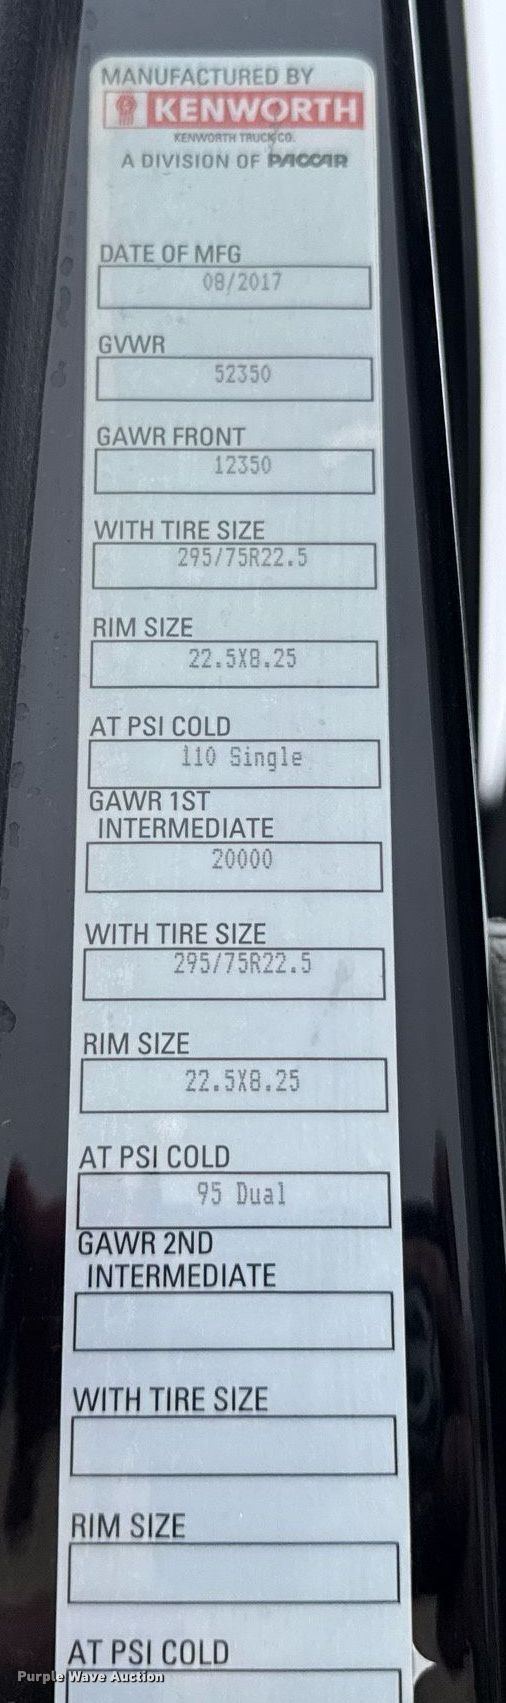 MANUFACTURED BY
KENWORTH
KENWORTH TRUCK CO.
A DIVISION OF PACCAR
DATE OF MFG
08/2017
GVWR
52350
GAWR FRONT
12350
WITH TIRE SIZE
295/75R22.5
RIM SIZE
22.5X8.25
AT PSI COLD
110 Single
GAWR 1ST
INTERMEDIATE
20000
WITH TIRE SIZE
295/75R22.5
RIM SIZE
22.5X8.25
AT PSI COLD
95 Dual
GAWR 2ND
INTERMEDIATE
WITH TIRE SIZE
RIM SIZE
AT PSI COLD
Purple Wave Auction